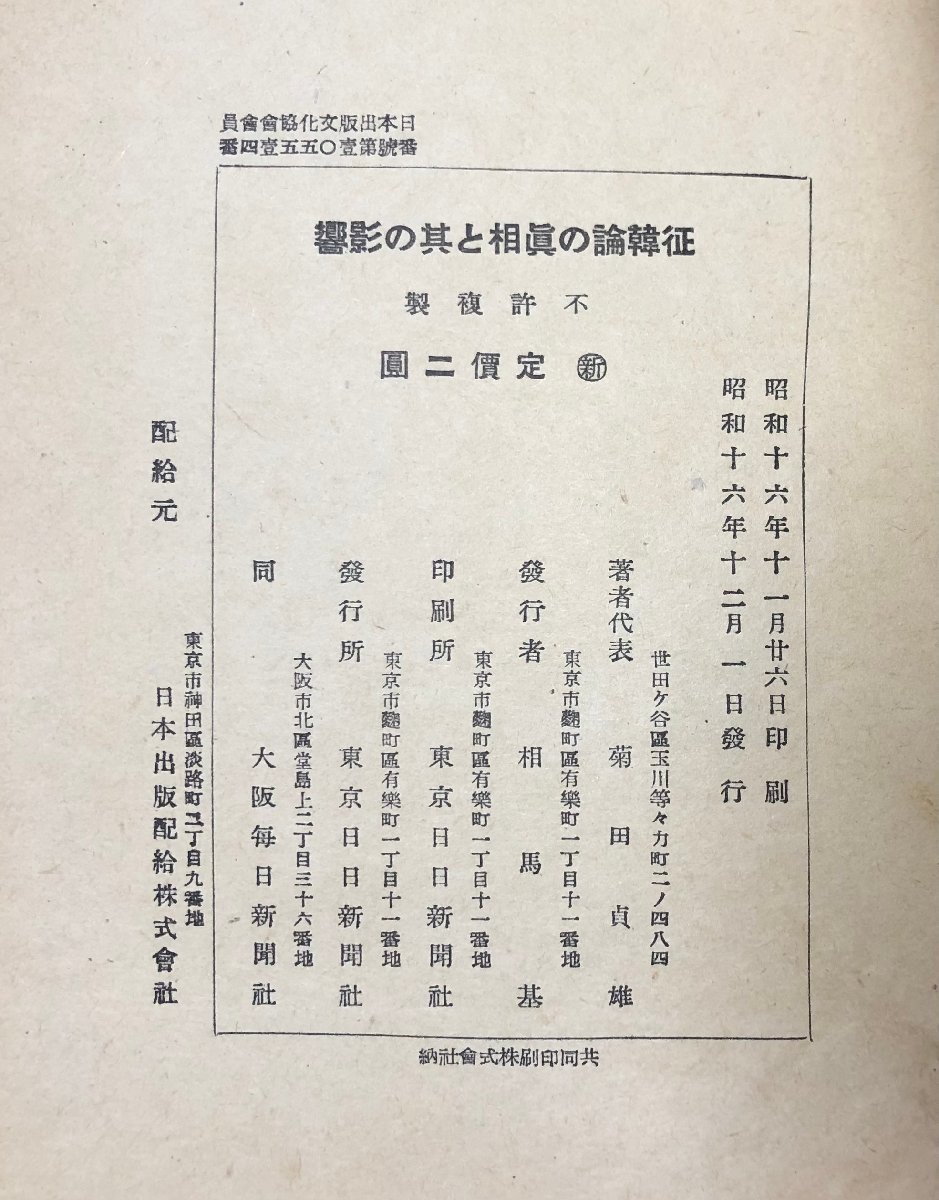 日本出版文化協會會員
番號第壹〇五五壹四番
征韓論の眞相と其の影響
不許複製
新 定價二圓
昭和十六年十一月廿六日印刷
昭和十六年十二月一日發行
世田ケ谷區玉川等々力町二ノ四八四
著者代表 菊田貞雄
東京市麴町區有樂町一丁目十一番地
發行者 相馬基
東京市麴町區有樂町一丁目十一番地
印刷所 東京日日新聞社
東京市麴町區有樂町一丁目十一番地
發行所 東京日日新聞社
大阪市北區堂島上二丁目三十六番地
同 大阪每日新聞社
東京市神田區淡路町二丁目九番地
配給元 日本出版配給株式會社
共同印刷株式會社納